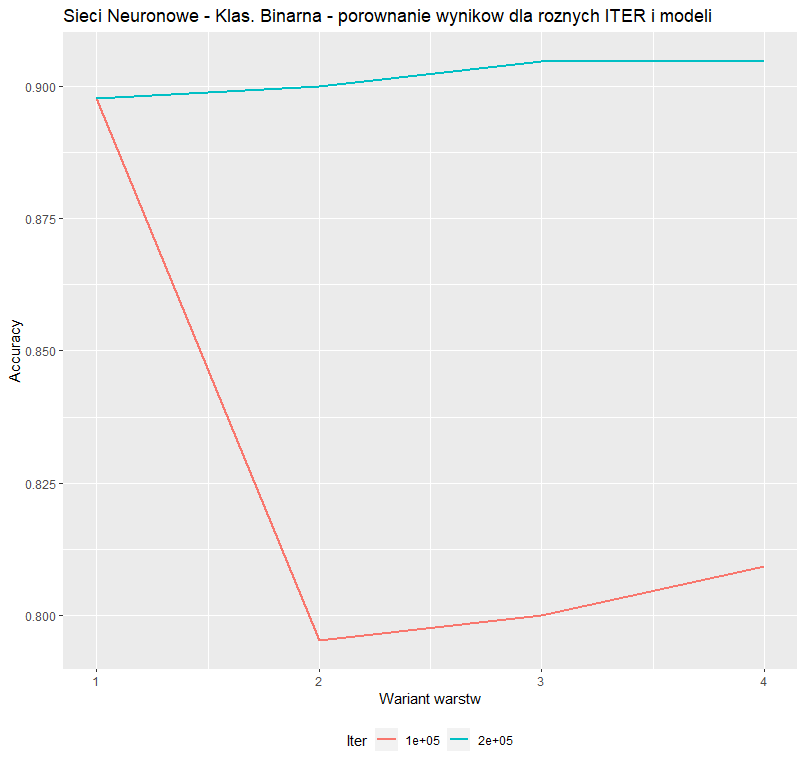 Sieci Neuronowe - Klas. Binarna - porownanie wynikow dla roznych ITER i modeli
0.900
0.875
0.850
0.825
0.800
Accuracy
1 2 3 4
Wariant warstw
Iter 1e+05 2e+05